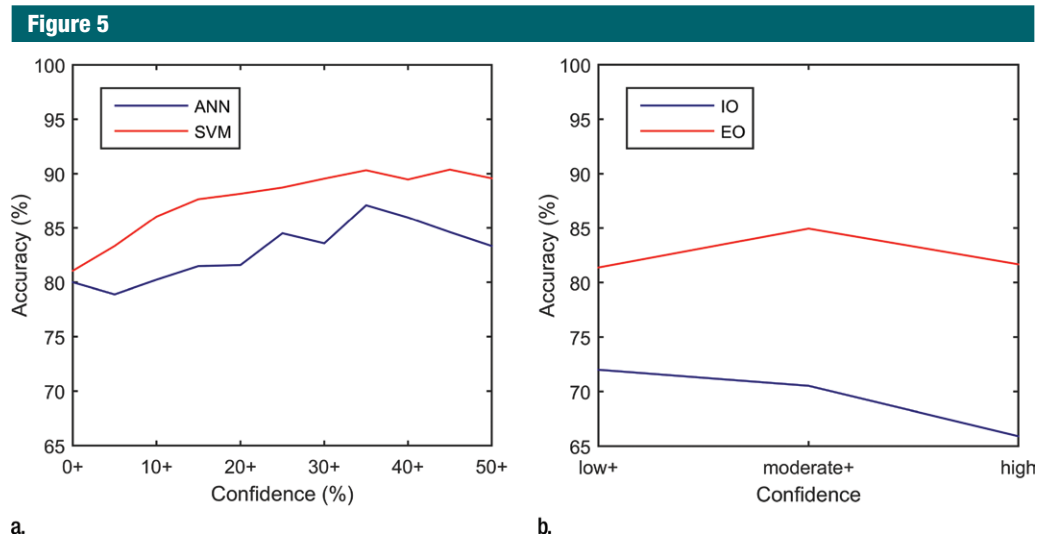 Figure 5
100
95
90
85
80
75
70
65
Accuracy (%)
ANN
SVM
0+ 10+ 20+ 30+ 40+ 50+
Confidence (%)
a.
100
95
90
85
80
75
70
65
Accuracy (%)
IO
EO
low+ moderate+ high
Confidence
b.